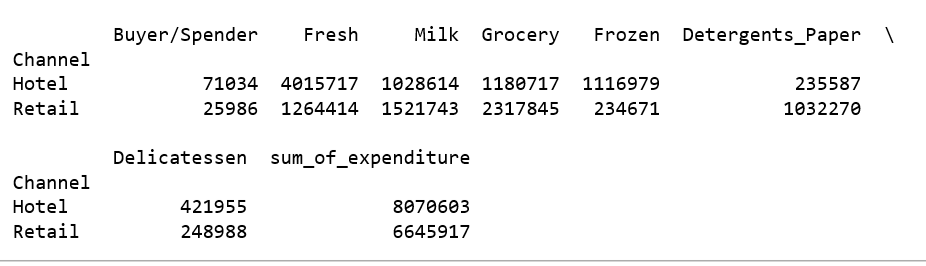 Buyer/Spender Fresh Milk Grocery Frozen Detergents_Paper \
Channel
Hotel 71034 4015717 1028614 1180717 1116979 235587
Retail 25986 1264414 1521743 2317845 234671 1032270
Delicatessen sum_of_expenditure
Channel
Hotel 421955 8070603
Retail 248988 6645917